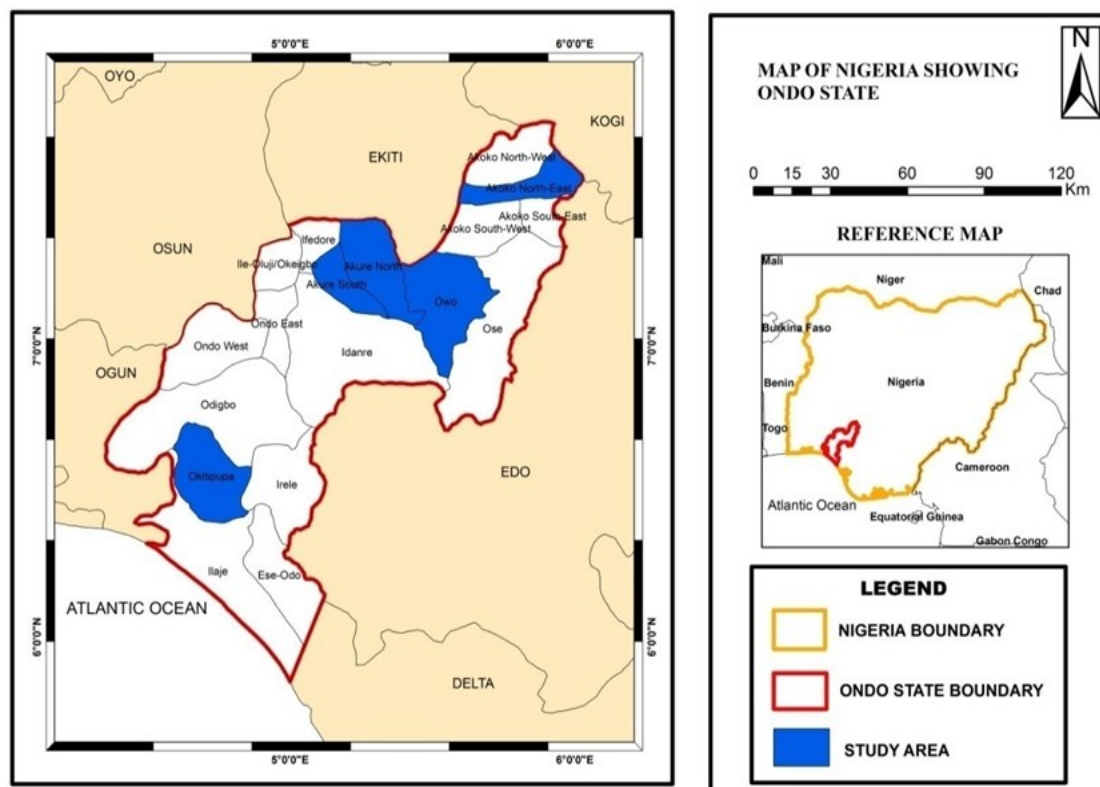 5°0'0"E
6°0'0"E
OYO
KOGI
EKITI
Akoko North-West
Akoko North-East
Akoko South-East
Akoko South-West
OSUN
Ifedore
Ile-Oluji/Okeigbo
Akure North
Akure South
Owo
Ondo East
Ose
7°0'0"N
7°0'0"N
Ondo West
Idanre
OGUN
Odigbo
EDO
Okitipupa
Irele
Ilaje
Ese-Odo
ATLANTIC OCEAN
6°0'0"N
6°0'0"N
DELTA
5°0'0"E
6°0'0"E
MAP OF NIGERIA SHOWING
ONDO STATE
N
0 15 30 60 90 120
Km
REFERENCE MAP
Mali
Niger
Chad
Burkina Faso
Nigeria
Benin
Togo
Cameroon
Atlantic Ocean
Equatorial Guinea
Gabon Congo
LEGEND
NIGERIA BOUNDARY
ONDO STATE BOUNDARY
STUDY AREA